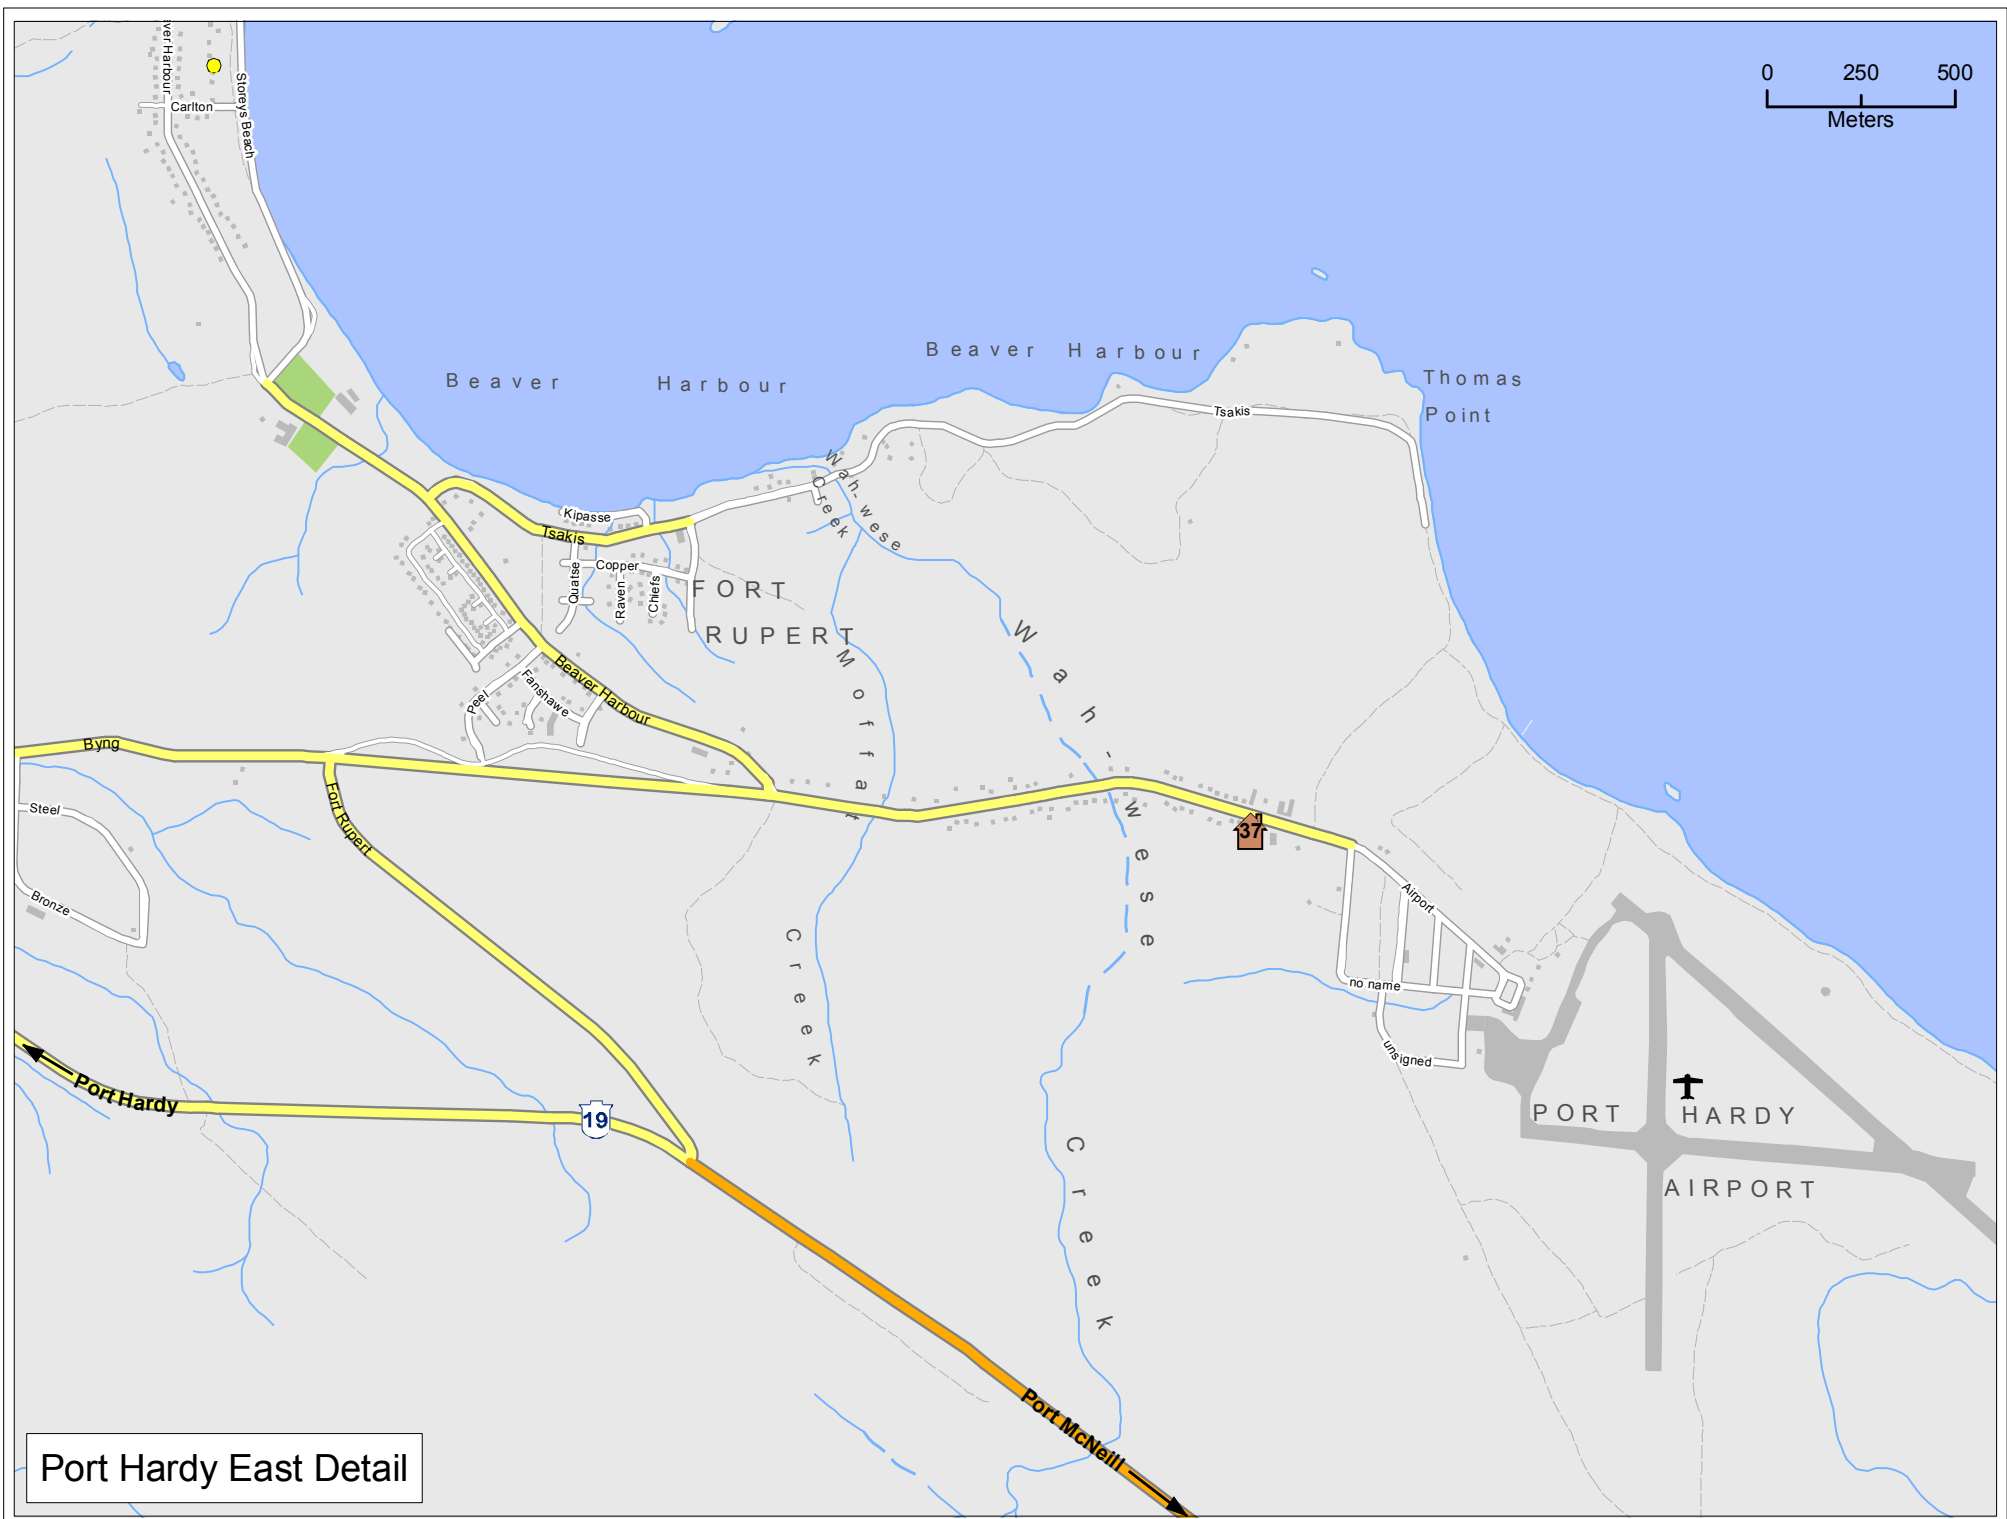 ver Harbour
Storeys Beach
Carlton
0 250 500
Meters
Beaver Harbour
Beaver Harbour
Thomas
Point
Tsakis
Wah-wese
Creek
Kipasse
Tsakis
Copper
Quatse
Raven
Chiefs
FORT
RUPERT
Moffat
Creek
Wah-wese
Creek
Beaver Harbour
Fanshawe
Peel
Byng
Fort Rupert
Steel
Bronze
37
Airport
no name
unsigned
PORT HARDY
AIRPORT
Port Hardy
19
Port McNeill
Port Hardy East Detail